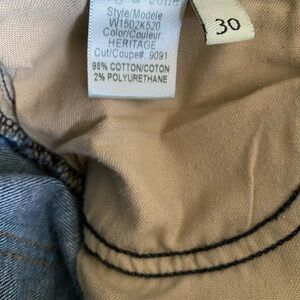 Style/Modele
W1502K520
Color/Couleur
HERITAGE
Cut/Coupe#. 9091
98% COTTON/COTON
2% POLYURETHANE
30